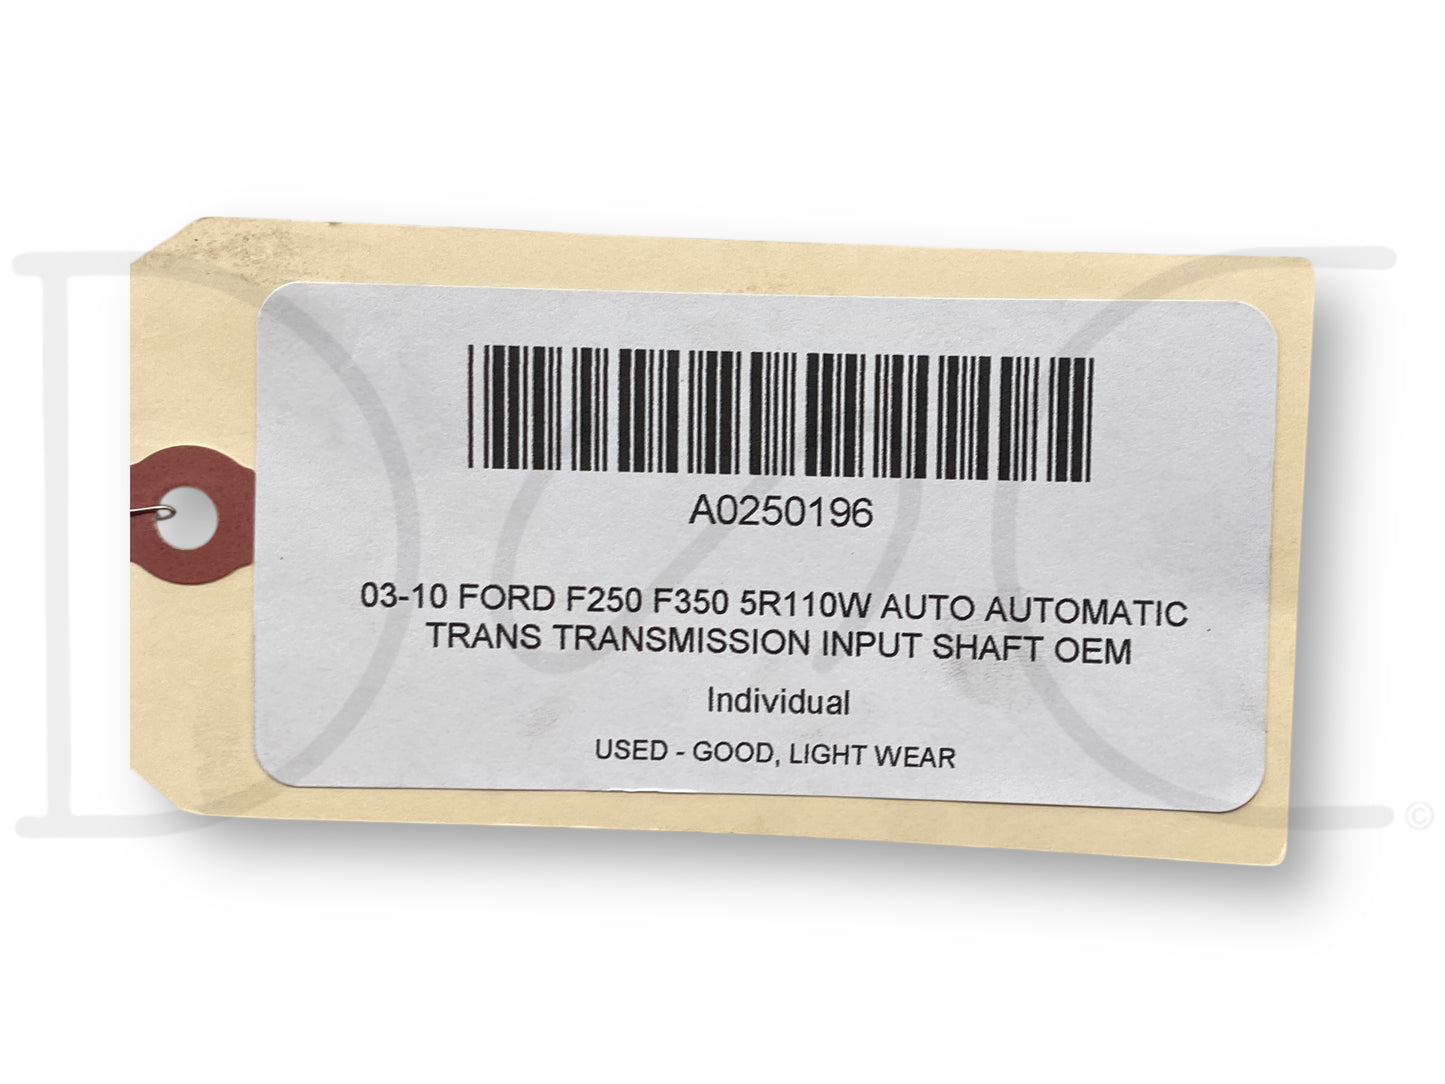 A0250196
03-10 FORD F250 F350 5R110W AUTO AUTOMATIC
TRANS TRANSMISSION INPUT SHAFT OEM
Individual
USED - GOOD, LIGHT WEAR
©